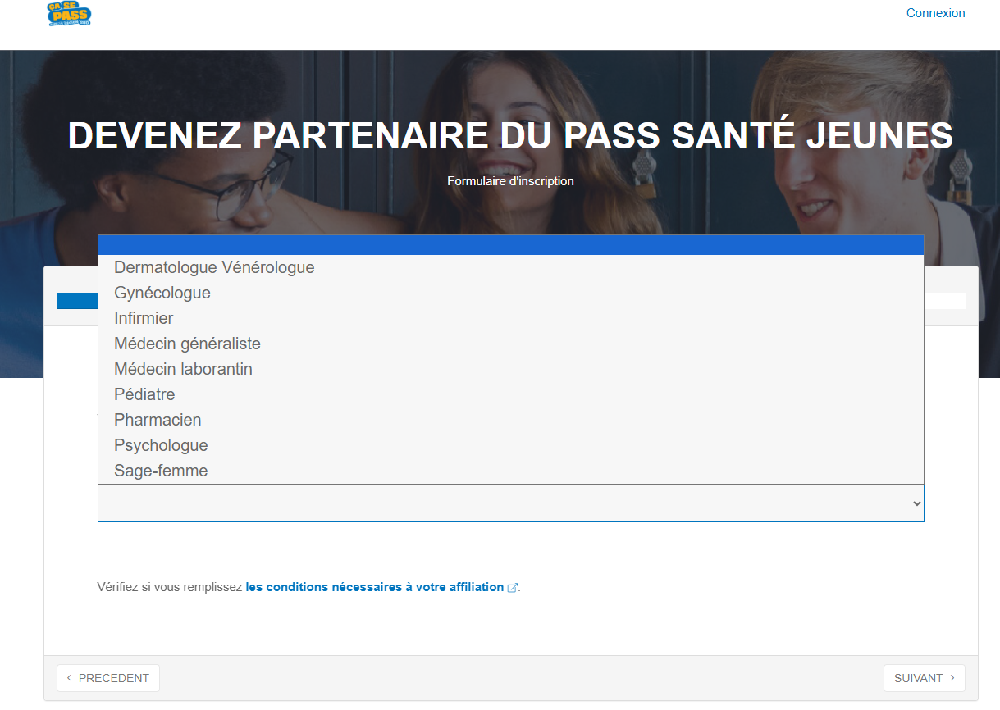 ÇA SE
PASS
Connexion
DEVENEZ PARTENAIRE DU PASS SANTÉ JEUNES
Formulaire d'inscription
Dermatologue Vénérologue
Gynécologue
Infirmier
Médecin généraliste
Médecin laborantin
Pédiatre
Pharmacien
Psychologue
Sage-femme
Vérifiez si vous remplissez les conditions nécessaires à votre affiliation.
PRECEDENT
SUIVANT